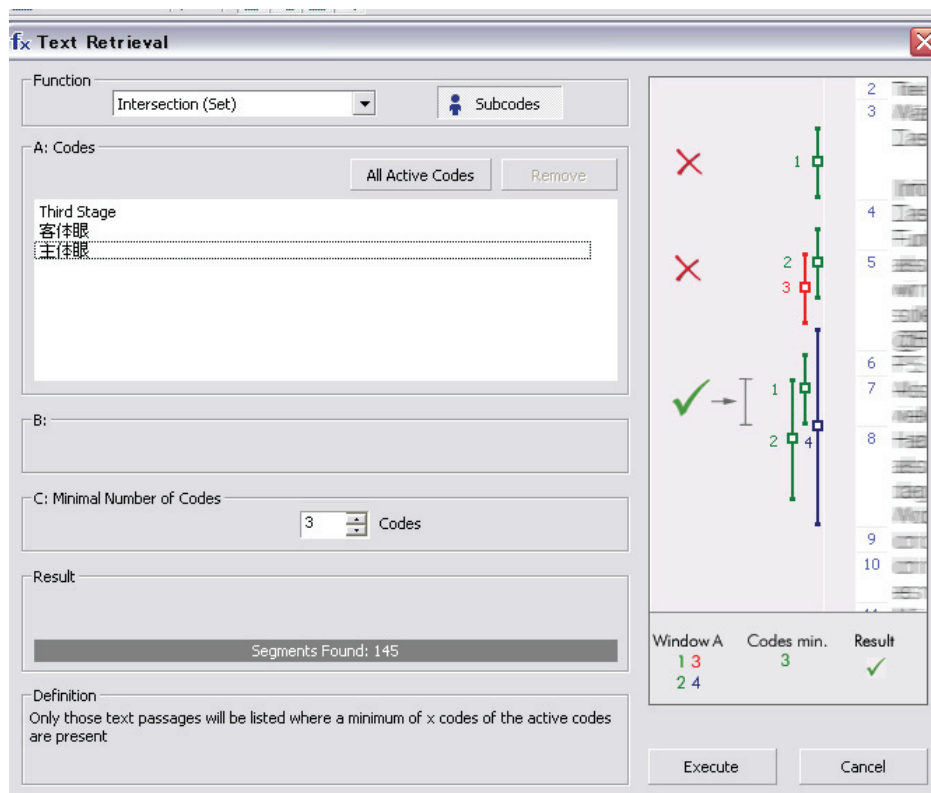 fx Text Retrieval
Function
Intersection (Set)
Subcodes
A: Codes
All Active Codes
Remove
Third Stage
客体眼
主体眼
B:
C: Minimal Number of Codes
3 Codes
Result
Segments Found: 145
Definition
Only those text passages will be listed where a minimum of x codes of the active codes
are present
2
3
1
4
2
5
3
6
1
7
2
4
8
9
10
Window A Codes min. Result
1 3 3
2 4
Execute
Cancel